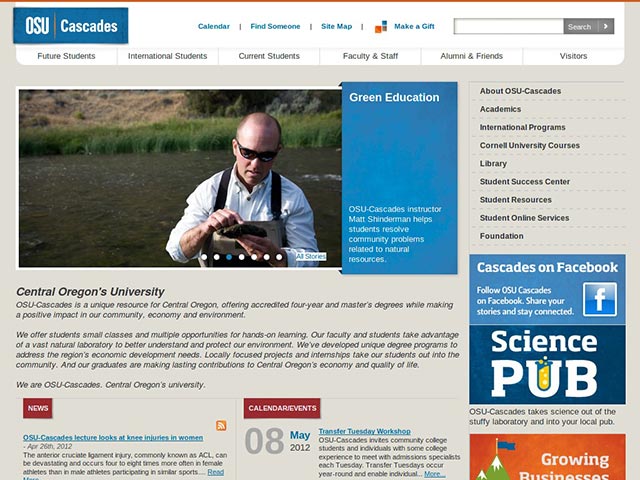 OSU Cascades
Calendar | Find Someone | Site Map | Make a Gift
Search
Future Students
International Students
Current Students
Faculty & Staff
Alumni & Friends
Visitors
Green Education
OSU-Cascades instructor
Matt Shinderman helps
students resolve
community problems
related to natural
resources.
All Stories
About OSU-Cascades
Academics
International Programs
Cornell University Courses
Library
Student Success Center
Student Resources
Student Online Services
Foundation
Cascades on Facebook
Follow OSU Cascades
on Facebook. Share your
stories and stay connected.
f
Science
PUB
OSU-Cascades takes science out of the
stuffy laboratory and into your local pub.
Growing
Businesses
Central Oregon's University
OSU-Cascades is a unique resource for Central Oregon, offering accredited four-year and master's degrees while making
a positive impact in our community, economy and environment.
We offer students small classes and multiple opportunities for hands-on learning. Our faculty and students take advantage
of a vast natural laboratory to better understand and protect our environment. We've developed unique degree programs to
address the region's economic development needs. Locally focused projects and internships take our students out into the
community. And our graduates are making lasting contributions to Central Oregon's economy and quality of life.
We are OSU-Cascades. Central Oregon's university.
NEWS
OSU-Cascades lecture looks at knee injuries in women
- Apr 26th, 2012
The anterior cruciate ligament injury, commonly known as ACL, can
be devastating and occurs four to eight times more often in female
athletes than in male athletes participating in similar sports.... Read
More...
CALENDAR/EVENTS
08 May
2012
Transfer Tuesday Workshop
OSU-Cascades invites community college
students and individuals with some college
experience to meet with admissions specialists
each Tuesday. Transfer Tuesdays occur
year-round and enable individual... More...